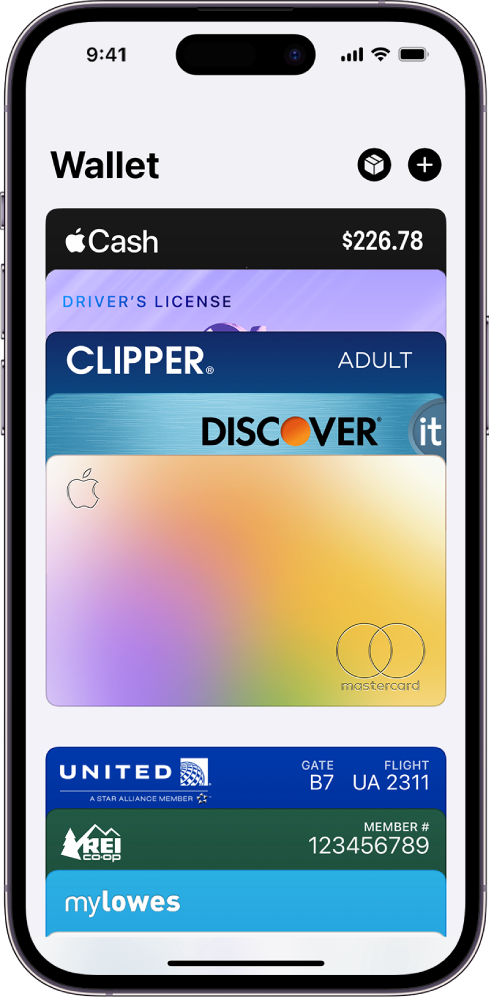 9:41
Wallet
Cash $226.78
DRIVER'S LICENSE
CLIPPER® ADULT
DISCOVER® it
mastercard
UNITED GATE FLIGHT
B7 UA 2311
A STAR ALLIANCE MEMBER
MEMBER #
REI 123456789
co·op
mylowes